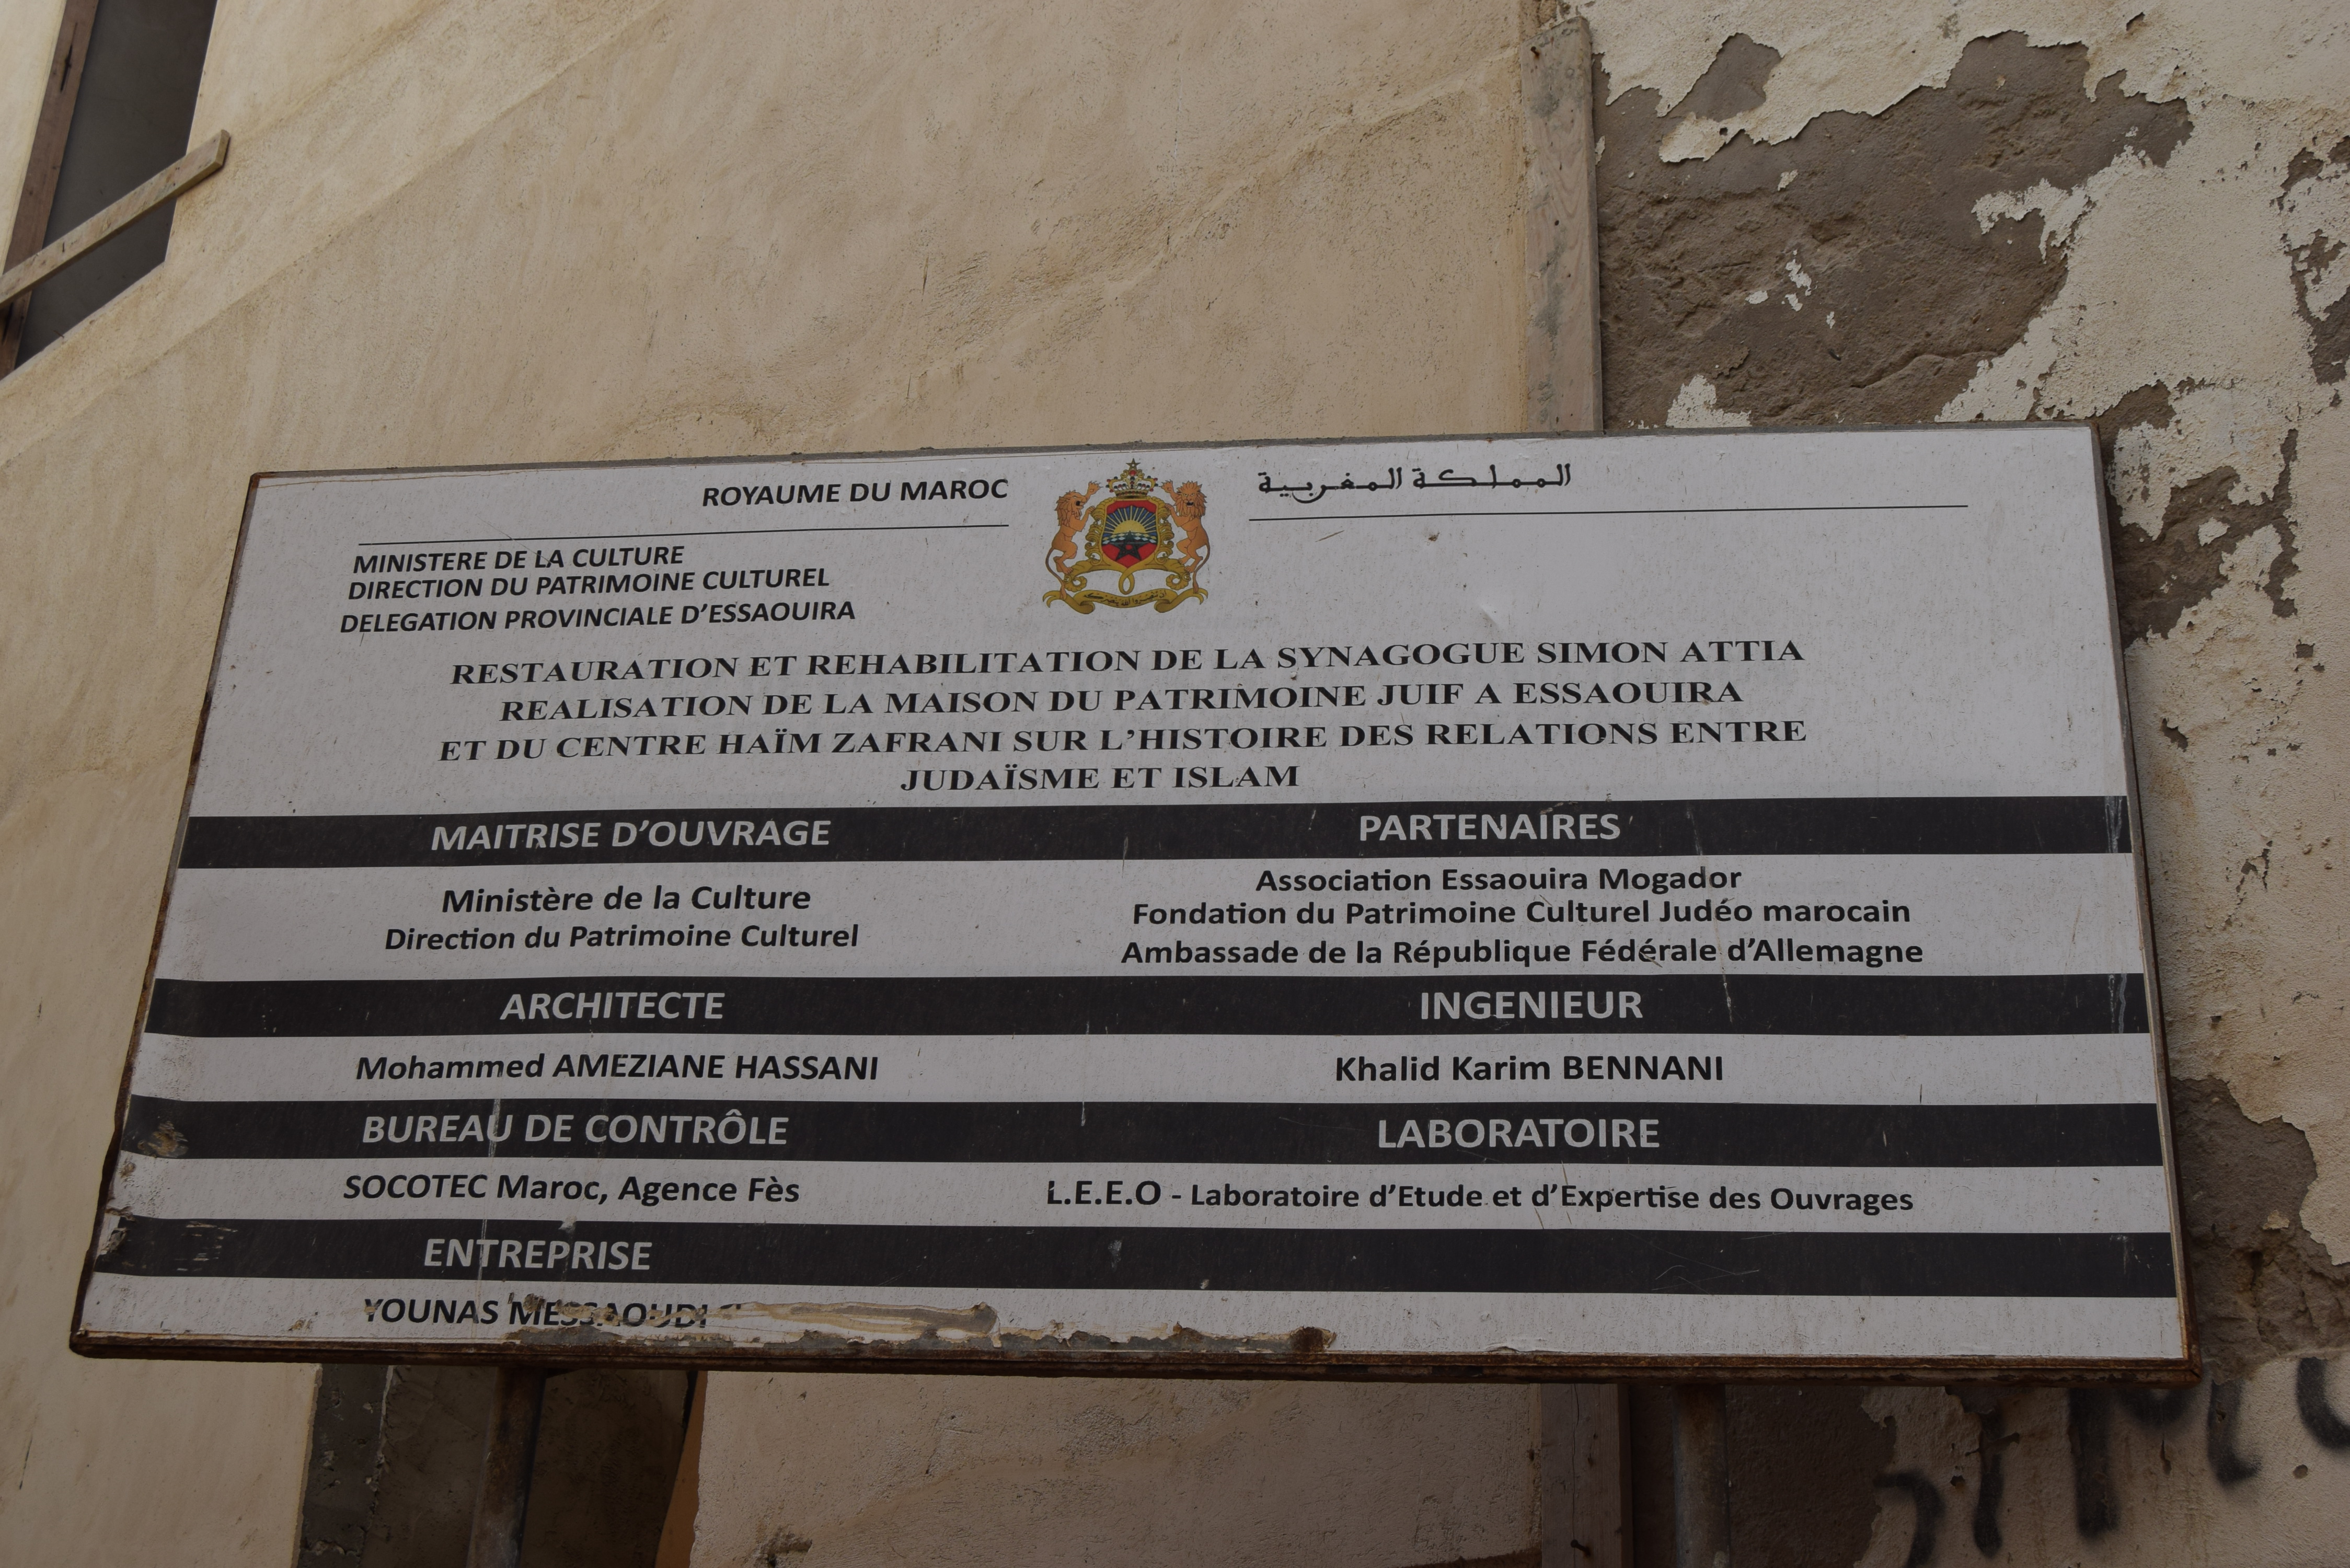 ROYAUME DU MAROC
المملكة المغربية
MINISTERE DE LA CULTURE
DIRECTION DU PATRIMOINE CULTUREL
DELEGATION PROVINCIALE D'ESSAOUIRA
RESTAURATION ET REHABILITATION DE LA SYNAGOGUE SIMON ATTIA
REALISATION DE LA MAISON DU PATRIMOINE JUIF A ESSAOUIRA
ET DU CENTRE HAÏM ZAFRANI SUR L'HISTOIRE DES RELATIONS ENTRE
JUDAÏSME ET ISLAM
MAITRISE D'OUVRAGE
Ministère de la Culture
Direction du Patrimoine Culturel
PARTENAIRES
Association Essaouira Mogador
Fondation du Patrimoine Culturel Judéo marocain
Ambassade de la République Fédérale d'Allemagne
ARCHITECTE
Mohammed AMEZIANE HASSANI
INGENIEUR
Khalid Karim BENNANI
BUREAU DE CONTRÔLE
SOCOTEC Maroc, Agence Fès
LABORATOIRE
L.E.E.O - Laboratoire d'Etude et d'Expertise des Ouvrages
ENTREPRISE
YOUNAS MESSAOUDI